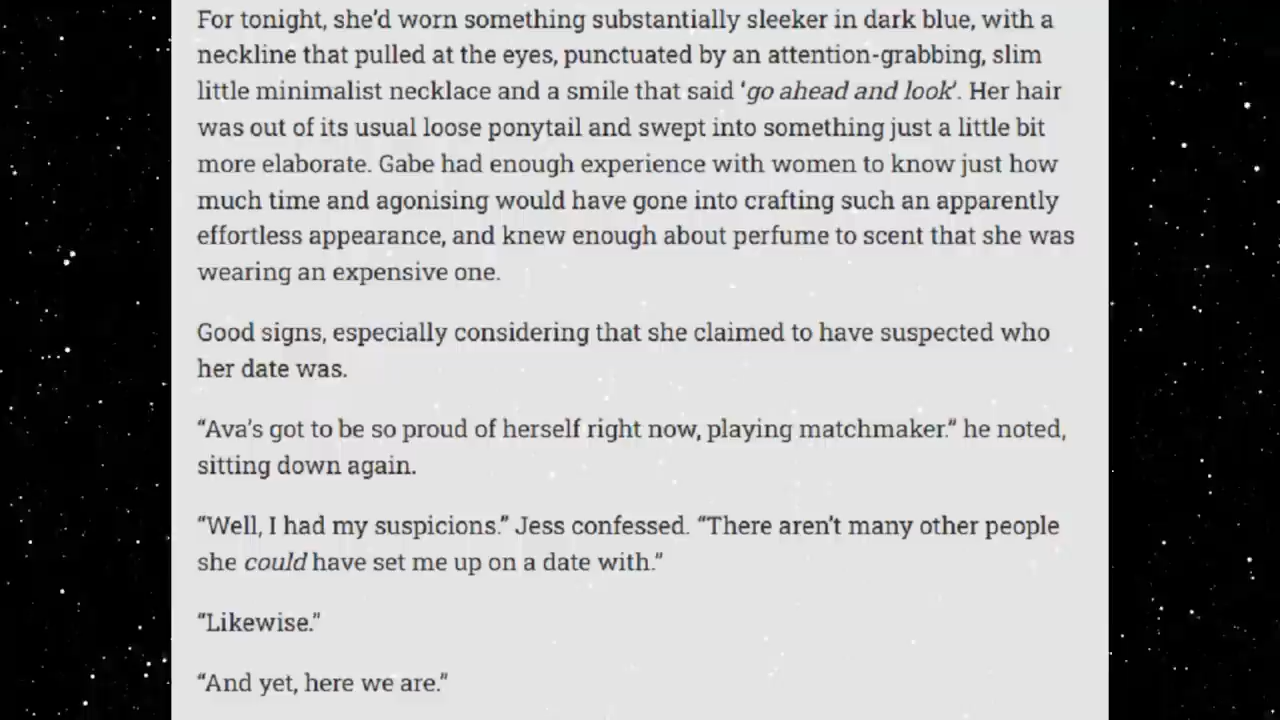 For tonight, she’d worn something substantially sleeker in dark blue, with a
neckline that pulled at the eyes, punctuated by an attention-grabbing, slim
little minimalist necklace and a smile that said ‘go ahead and look’. Her hair
was out of its usual loose ponytail and swept into something just a little bit
more elaborate. Gabe had enough experience with women to know just how
much time and agonising would have gone into crafting such an apparently
effortless appearance, and knew enough about perfume to scent that she was
wearing an expensive one.
Good signs, especially considering that she claimed to have suspected who
her date was.
“Ava’s got to be so proud of herself right now, playing matchmaker.” he noted,
sitting down again.
“Well, I had my suspicions.” Jess confessed. “There aren’t many other people
she could have set me up on a date with.”
“Likewise.”
“And yet, here we are.”